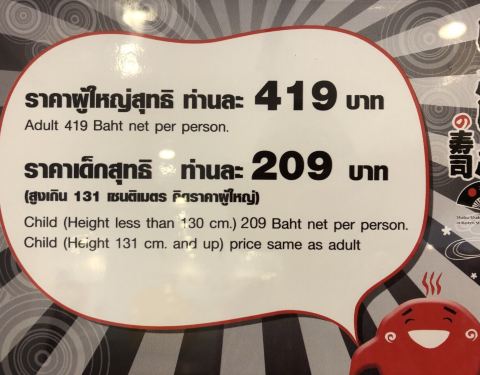 ราคาผู้ใหญ่สุทธิ ท่านละ 419 บาท
Adult 419 Baht net per person.
ราคาเด็กสุทธิ ท่านละ 209 บาท
(สูงเกิน 131 เซนติเมตร คิดราคาผู้ใหญ่)
Child (Height less than 130 cm.) 209 Baht net per person.
Child (Height 131 cm. and up) price same as adult
の寿司